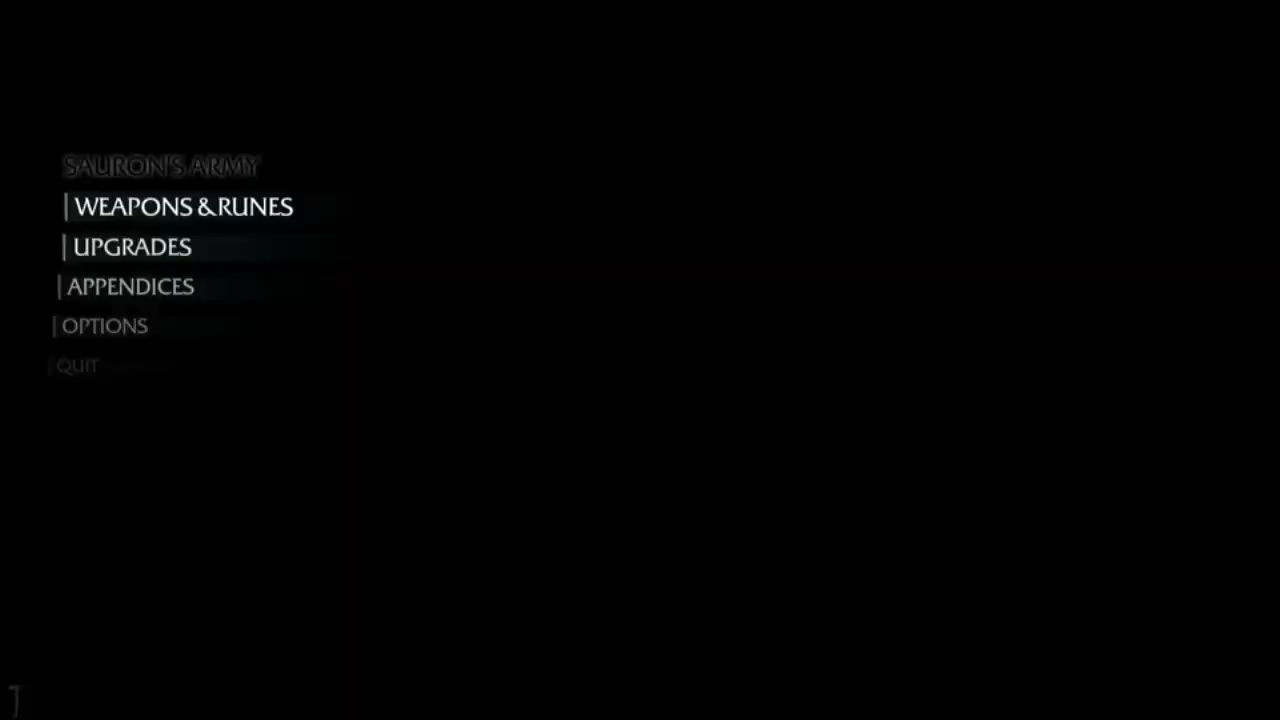 SAURON'S ARMY
WEAPONS & RUNES
UPGRADES
APPENDICES
OPTIONS
QUIT